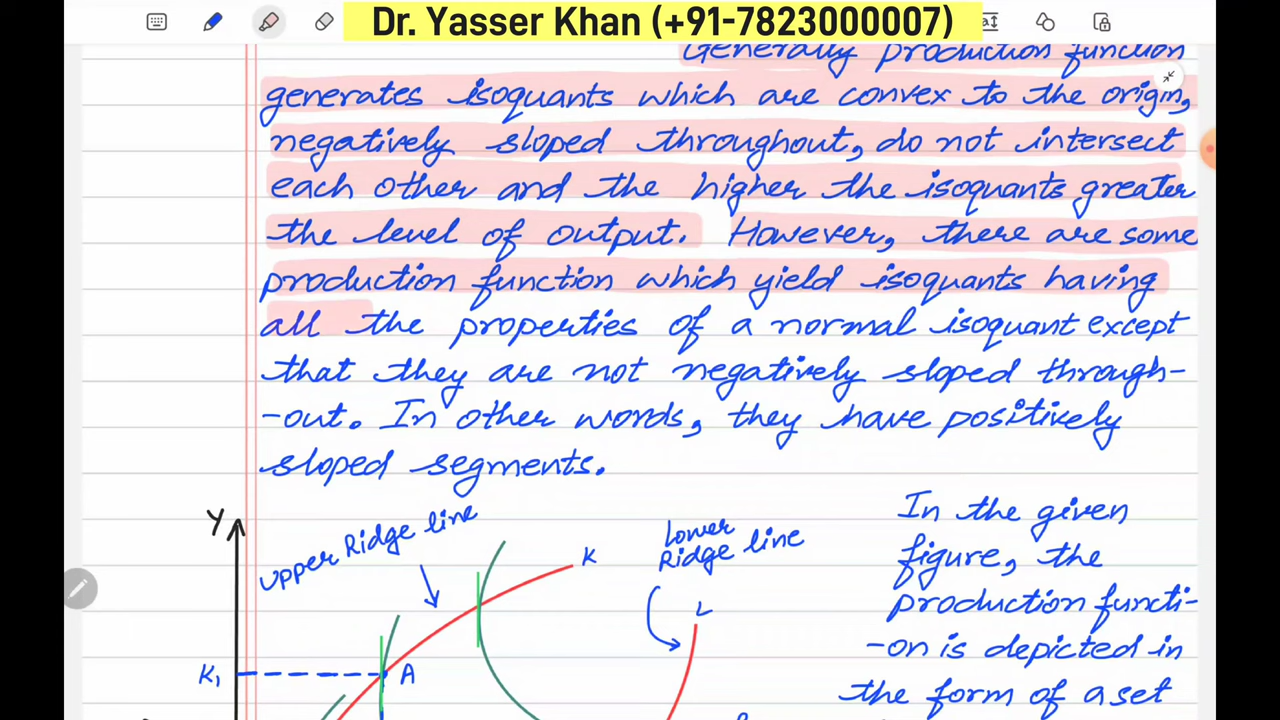 Dr. Yasser Khan (+91-7823000007)
Generally production function
generates isoquants which are convex to the origin,
negatively sloped throughout, do not intersect
each other and the higher the isoquants greater
the level of output. However, there are some
production function which yield isoquants having
all the properties of a normal isoquant except
that they are not negatively sloped through-
-out. In other words, they have positively
sloped segments.
Y
Upper Ridge line
K
Lower
Ridge line
L
K1
A
In the given
figure, the
production functi-
-on is depicted in
the form of a set